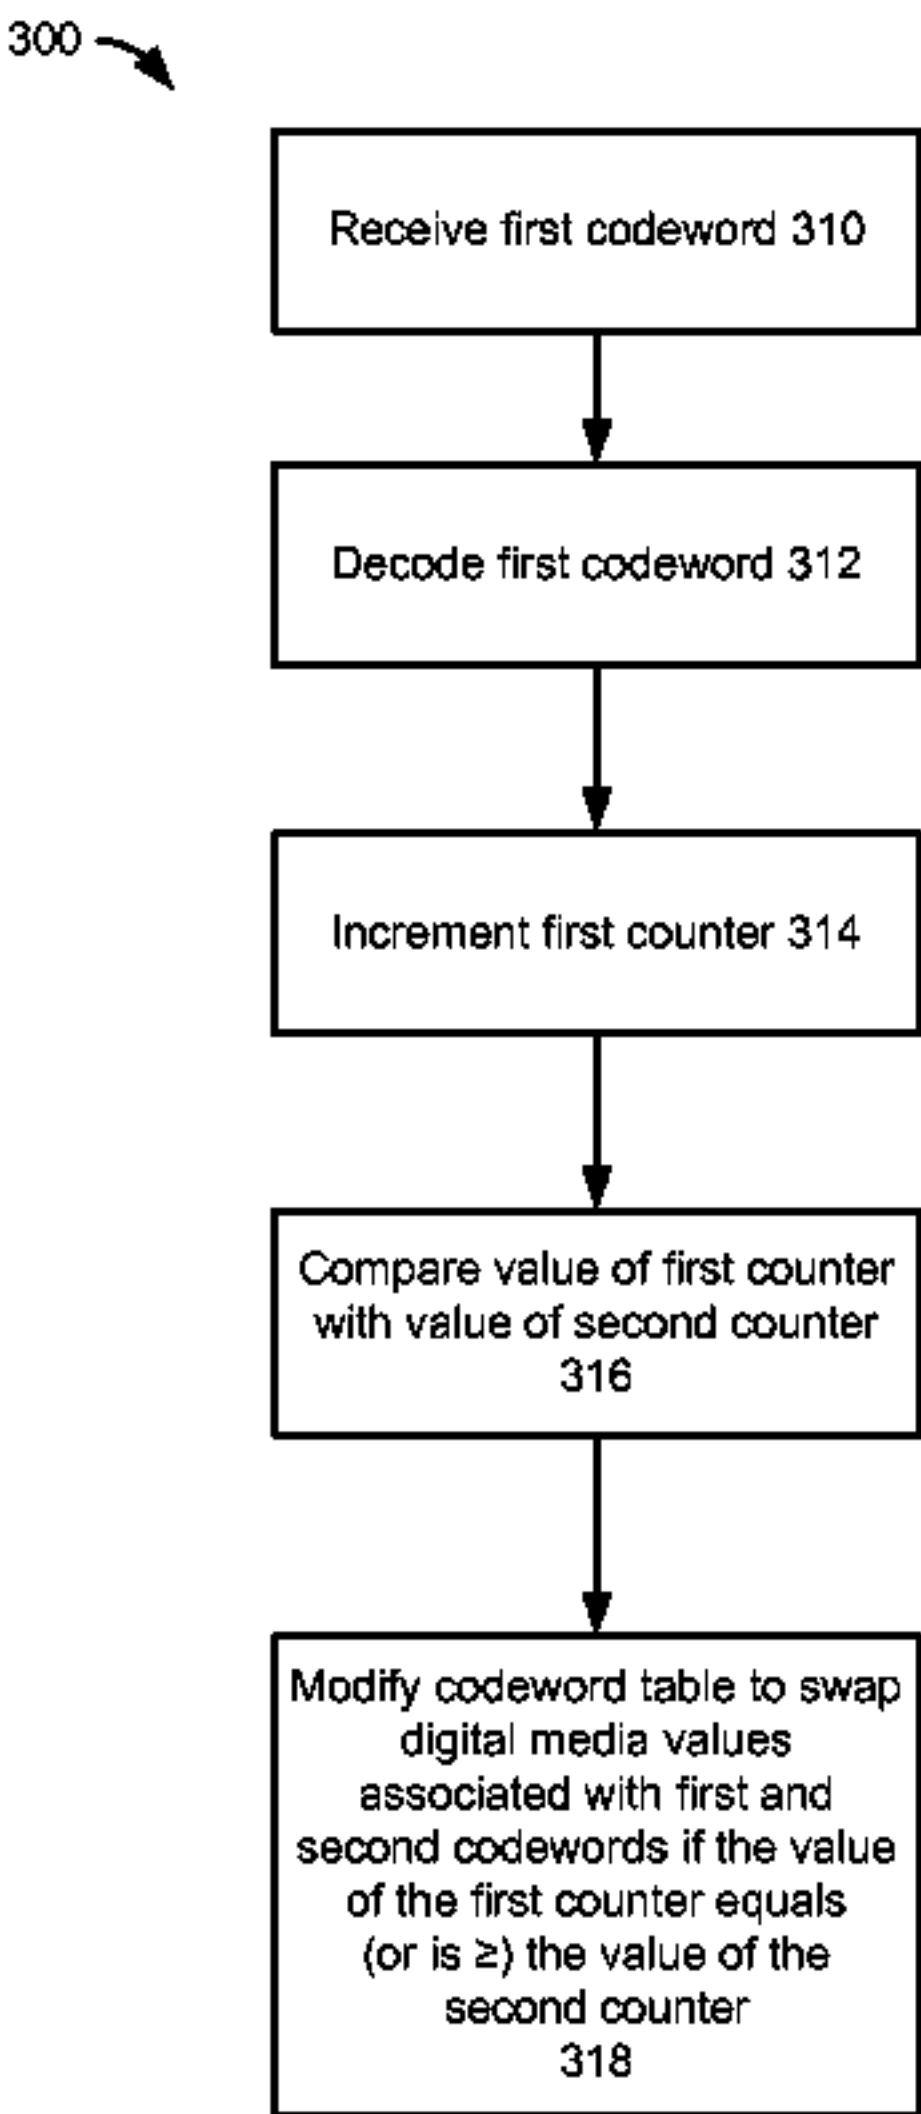 300
Receive first codeword 310
Decode first codeword 312
Increment first counter 314
Compare value of first counter
with value of second counter
316
Modify codeword table to swap
digital media values
associated with first and
second codewords if the value
of the first counter equals
(or is ≥) the value of the
second counter
318